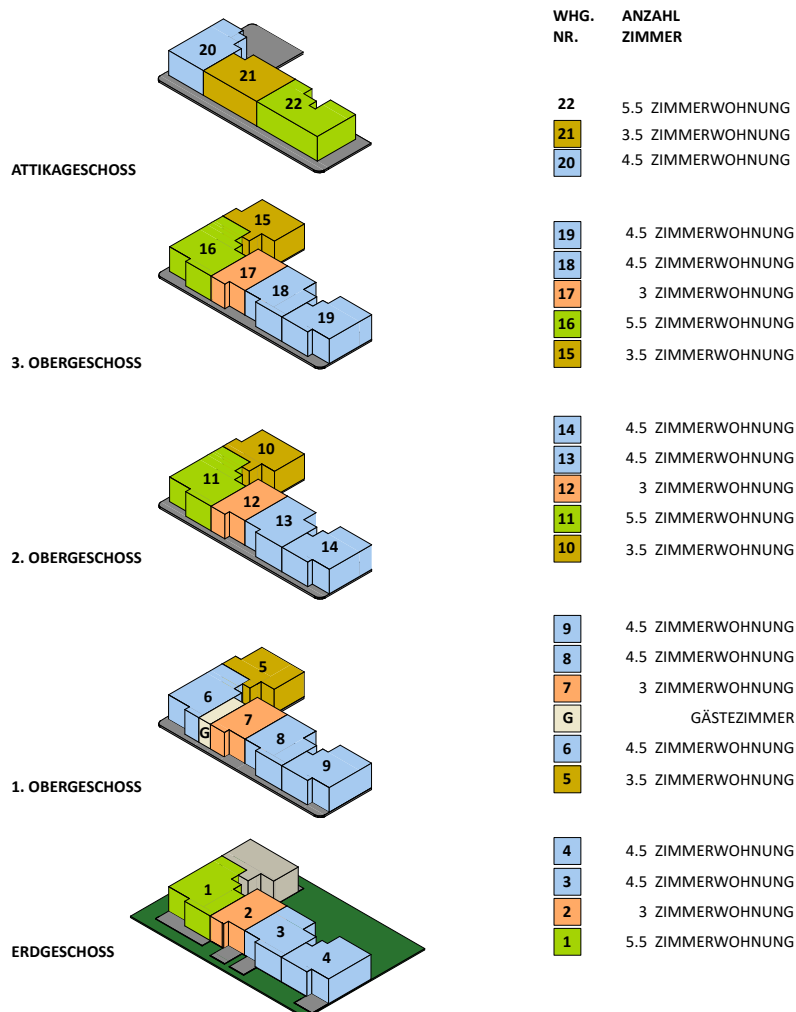 WHG. ANZAHL
NR. ZIMMER
20
21
22
22 5.5 ZIMMERWOHNUNG
21 3.5 ZIMMERWOHNUNG
20 4.5 ZIMMERWOHNUNG
ATTIKAGESCHOSS
15
16
17
18
19
19 4.5 ZIMMERWOHNUNG
18 4.5 ZIMMERWOHNUNG
17 3 ZIMMERWOHNUNG
16 5.5 ZIMMERWOHNUNG
15 3.5 ZIMMERWOHNUNG
3. OBERGESCHOSS
10
11
12
13
14
14 4.5 ZIMMERWOHNUNG
13 4.5 ZIMMERWOHNUNG
12 3 ZIMMERWOHNUNG
11 5.5 ZIMMERWOHNUNG
10 3.5 ZIMMERWOHNUNG
2. OBERGESCHOSS
5
6
7
G
8
9
9 4.5 ZIMMERWOHNUNG
8 4.5 ZIMMERWOHNUNG
7 3 ZIMMERWOHNUNG
G GÄSTEZIMMER
6 4.5 ZIMMERWOHNUNG
5 3.5 ZIMMERWOHNUNG
1. OBERGESCHOSS
1
2
3
4
4 4.5 ZIMMERWOHNUNG
3 4.5 ZIMMERWOHNUNG
2 3 ZIMMERWOHNUNG
1 5.5 ZIMMERWOHNUNG
ERDGESCHOSS